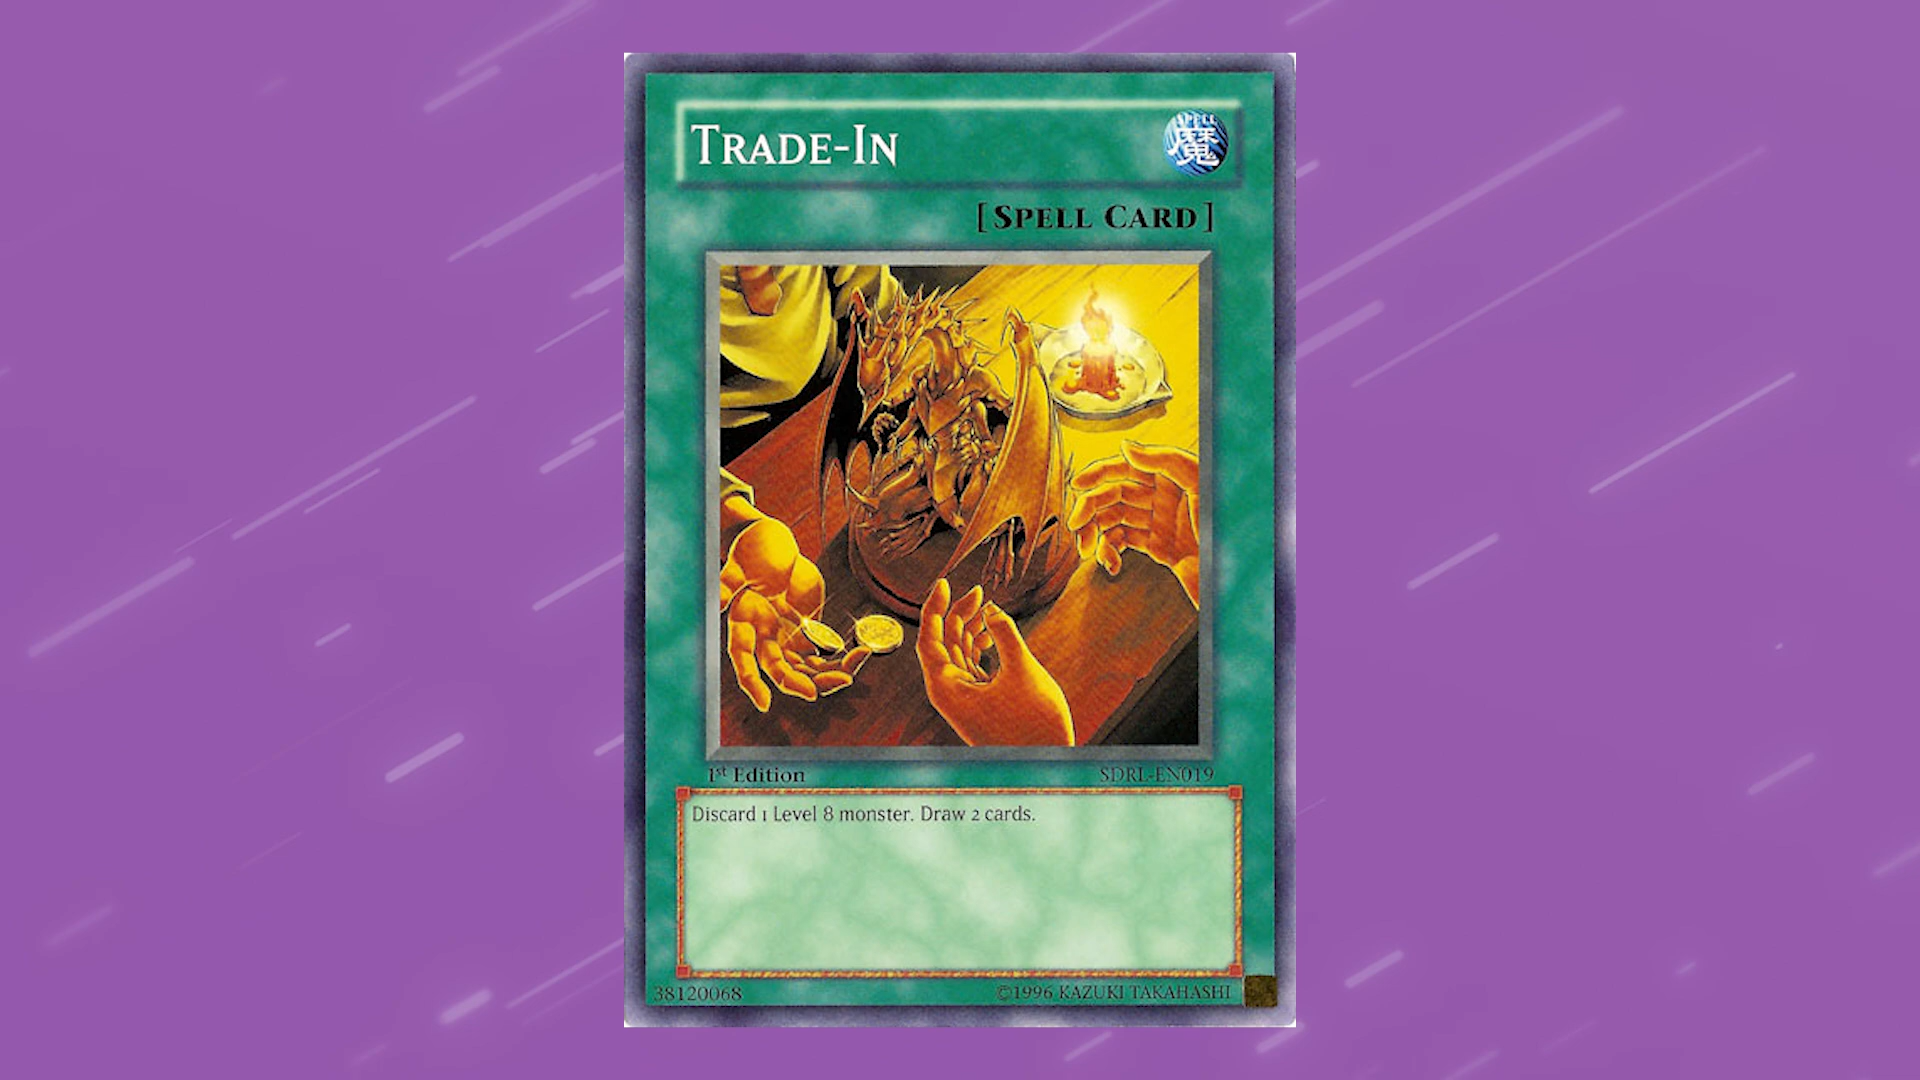 TRADE-IN
SPELL
魔
[SPELL CARD]
1st Edition
SDRL-EN019
Discard 1 Level 8 monster. Draw 2 cards.
38120068
©1996 KAZUKI TAKAHASHI